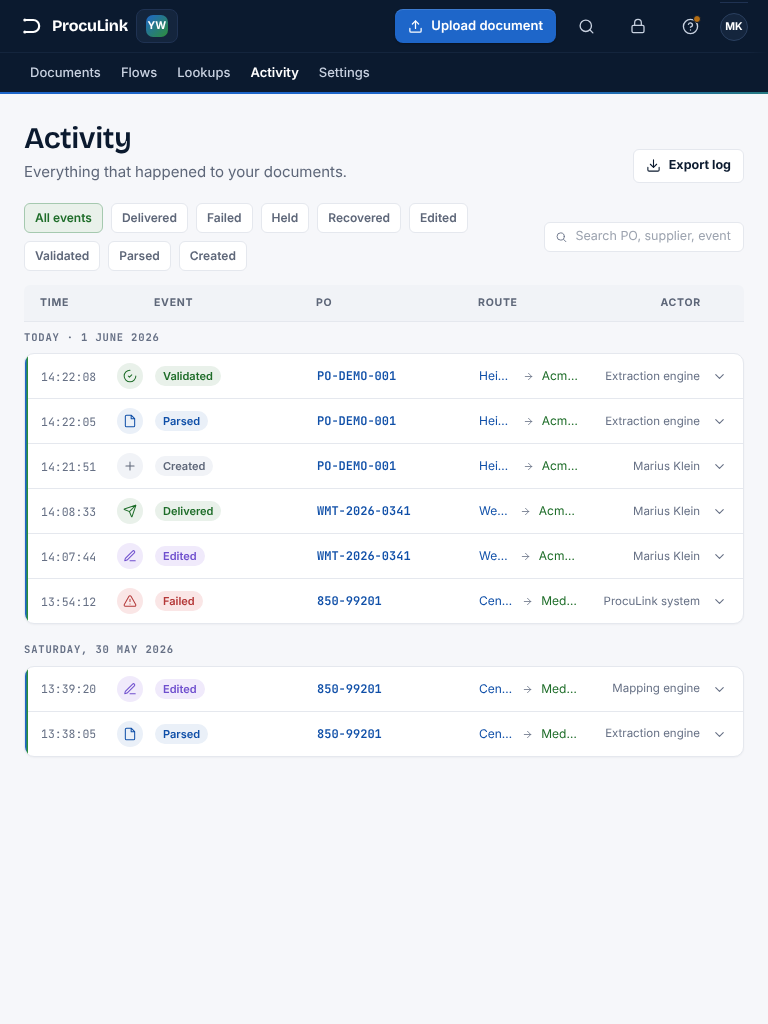 ProcuLink YW Upload document MK
Documents Flows Lookups Activity Settings
Activity
Everything that happened to your documents.
Export log
All events Delivered Failed Held Recovered Edited
Validated Parsed Created
Search PO, supplier, event
TIME EVENT PO ROUTE ACTOR
TODAY · 1 JUNE 2026
14:22:08 Validated PO-DEMO-001 Hei... → Acm... Extraction engine
14:22:05 Parsed PO-DEMO-001 Hei... → Acm... Extraction engine
14:21:51 Created PO-DEMO-001 Hei... → Acm... Marius Klein
14:08:33 Delivered WMT-2026-0341 We... → Acm... Marius Klein
14:07:44 Edited WMT-2026-0341 We... → Acm... Marius Klein
13:54:12 Failed 850-99201 Cen... → Med... ProcuLink system
SATURDAY, 30 MAY 2026
13:39:20 Edited 850-99201 Cen... → Med... Mapping engine
13:38:05 Parsed 850-99201 Cen... → Med... Extraction engine